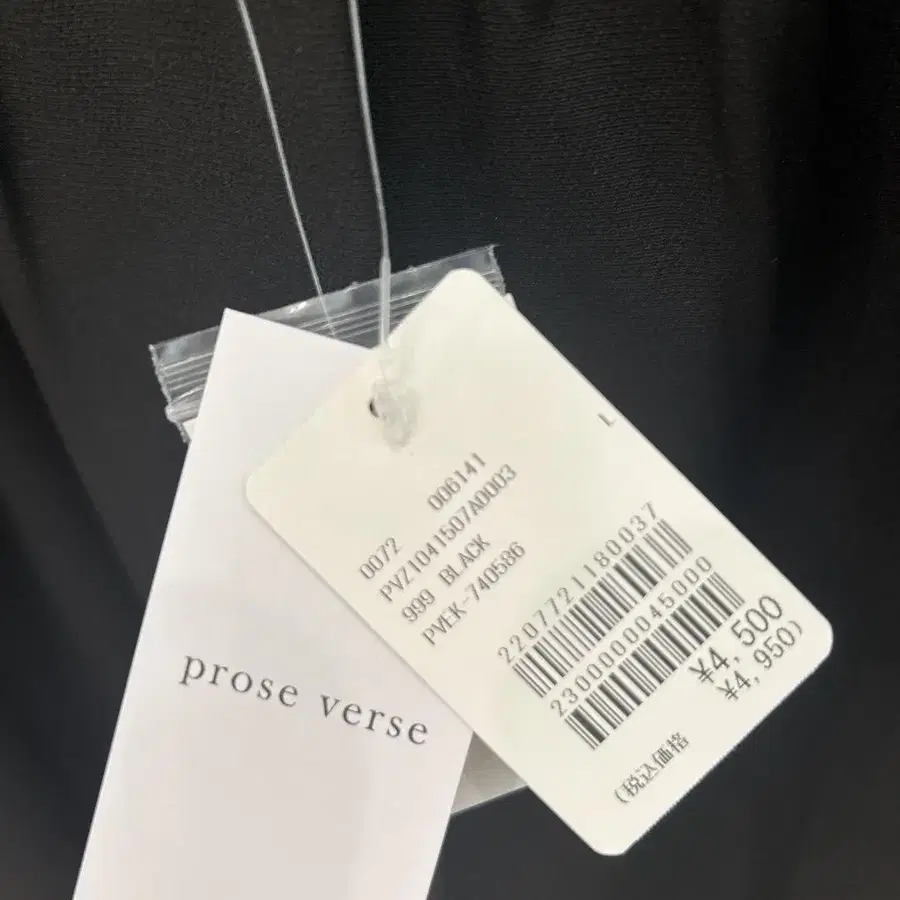 prose verse
L
0072 006141
PVZ1041507A0003
999 BLACK
PVEK-740586
2207721180037
2300000045000
¥4,500
(税込価格 ¥4,950)